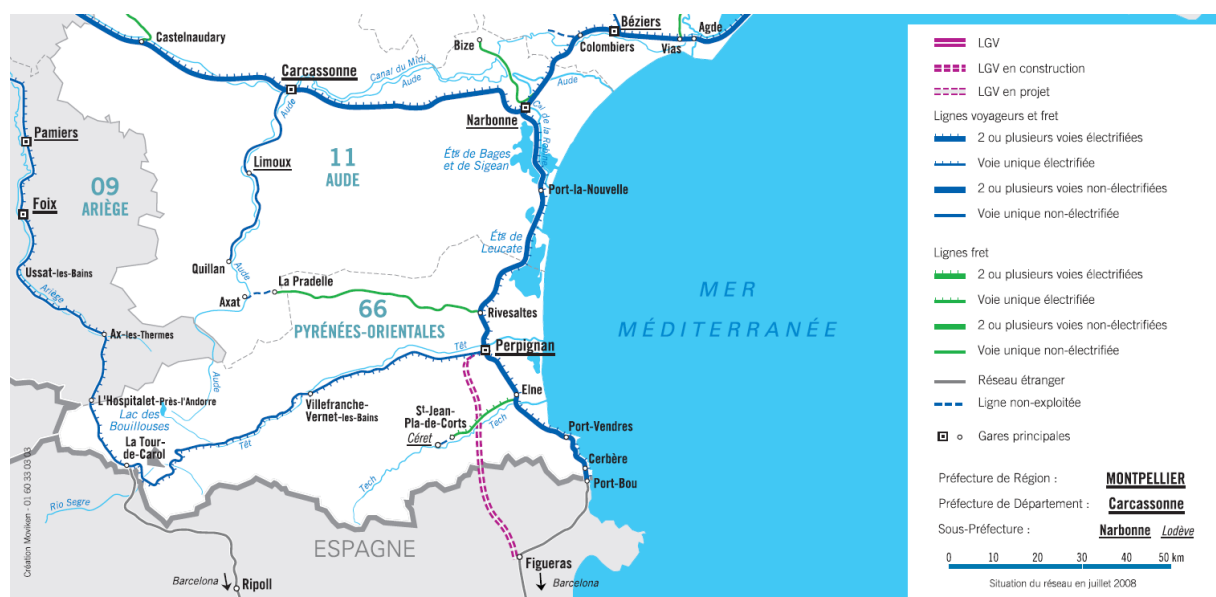 Castelnaudary
Carcassonne
Canal du Midi
Aude
Aude
Bize
Béziers
Colombiers
Vias
Agde
Aude
Narbonne
Cal de la Robine
Pamiers
Limoux
11
AUDE
Étg de Bages
et de Sigean
Port-la-Nouvelle
09
ARIÈGE
Foix
Étg de
Leucate
Ussat-les-Bains
Ariège
Quillan
Aude
Axat
La Pradelle
66
PYRÉNÉES-ORIENTALES
Rivesaltes
MER
MÉDITERRANÉE
Ax-les-Thermes
Aude
Têt
Perpignan
L'Hospitalet-Près-l'Andorre
Lac des
Bouillouses
Villefranche-
Vernet-les-Bains
Elne
St-Jean-
Pla-de-Corts
Céret
Tech
Port-Vendres
La Tour-
de-Carol
Têt
Cerbère
Port-Bou
Tech
Rio Segre
ESPAGNE
Figueras
Barcelona
Ripoll
Barcelona
Création Moviken - 01 60 33 03 03
LGV
LGV en construction
LGV en projet
Lignes voyageurs et fret
2 ou plusieurs voies électrifiées
Voie unique électrifiée
2 ou plusieurs voies non-électrifiées
Voie unique non-électrifiée
Lignes fret
2 ou plusieurs voies électrifiées
Voie unique électrifiée
2 ou plusieurs voies non-électrifiées
Voie unique non-électrifiée
Réseau étranger
Ligne non-exploitée
Gares principales
Préfecture de Région : MONTPELLIER
Préfecture de Département : Carcassonne
Sous-Préfecture : Narbonne Lodève
0 10 20 30 40 50 km
Situation du réseau en juillet 2008